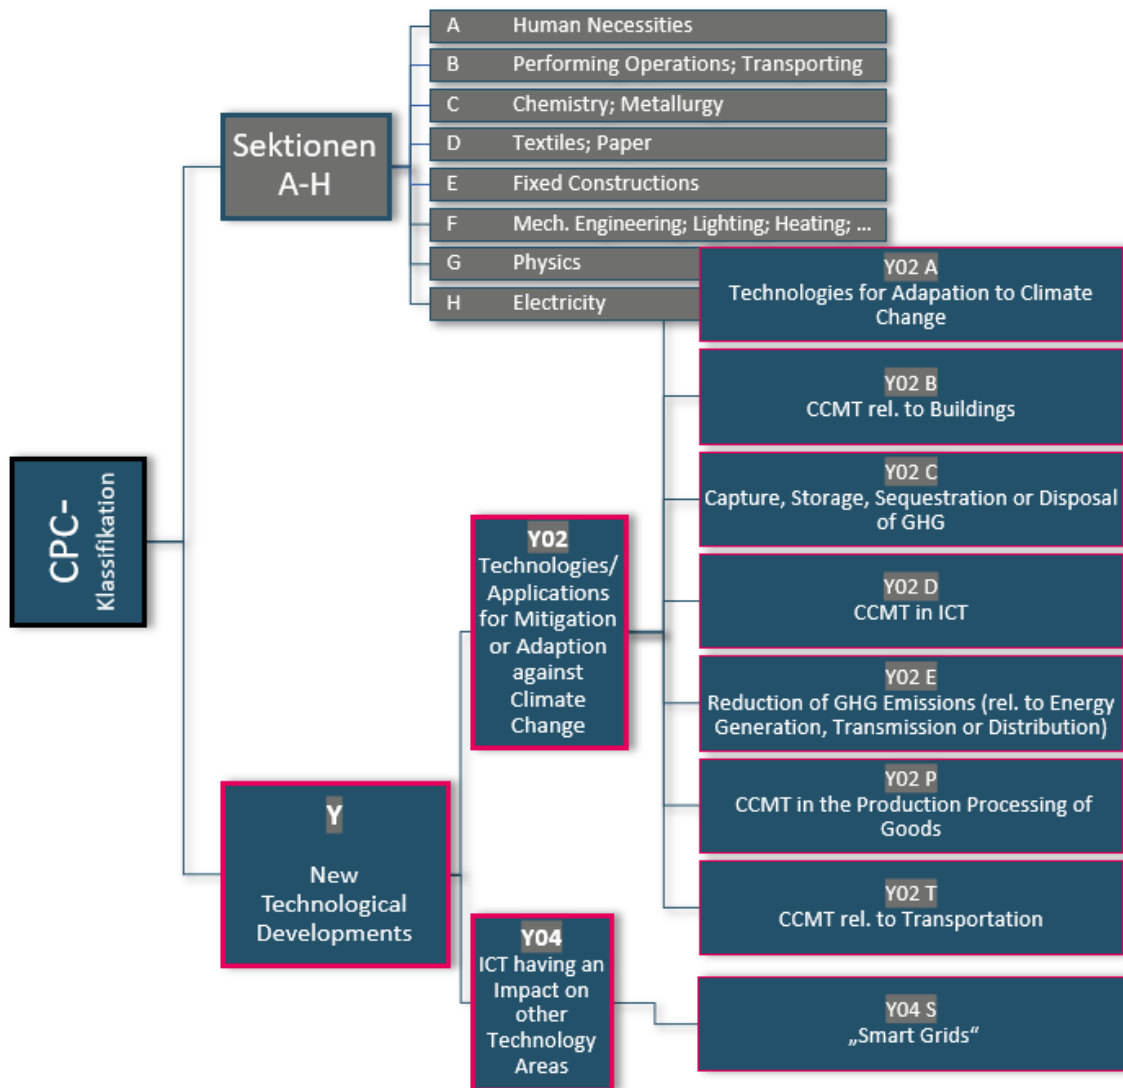 CPC-
Klassifikation
Sektionen
A-H
A Human Necessities
B Performing Operations; Transporting
C Chemistry; Metallurgy
D Textiles; Paper
E Fixed Constructions
F Mech. Engineering; Lighting; Heating; ...
G Physics
H Electricity
Y
New
Technological
Developments
Y02
Technologies/
Applications
for Mitigation
or Adaption
against
Climate
Change
Y02 A
Technologies for Adapation to Climate
Change
Y02 B
CCMT rel. to Buildings
Y02 C
Capture, Storage, Sequestration or Disposal
of GHG
Y02 D
CCMT in ICT
Y02 E
Reduction of GHG Emissions (rel. to Energy
Generation, Transmission or Distribution)
Y02 P
CCMT in the Production Processing of
Goods
Y02 T
CCMT rel. to Transportation
Y04
ICT having an
Impact on
other
Technology
Areas
Y04 S
„Smart Grids“